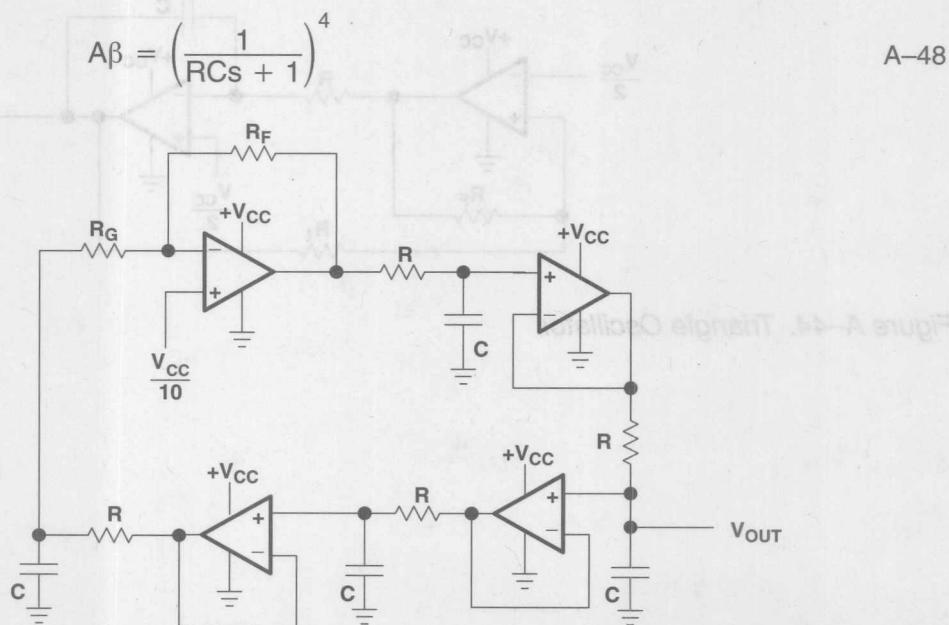 Aβ = (1 / (RCs + 1))^4
A–48
R_F
+V_CC
R_G
+V_CC
R
V_CC/10
C
Figure A–44. Triangle Oscillator
R
+V_CC
+V_CC
R
R
V_OUT
C
C
C